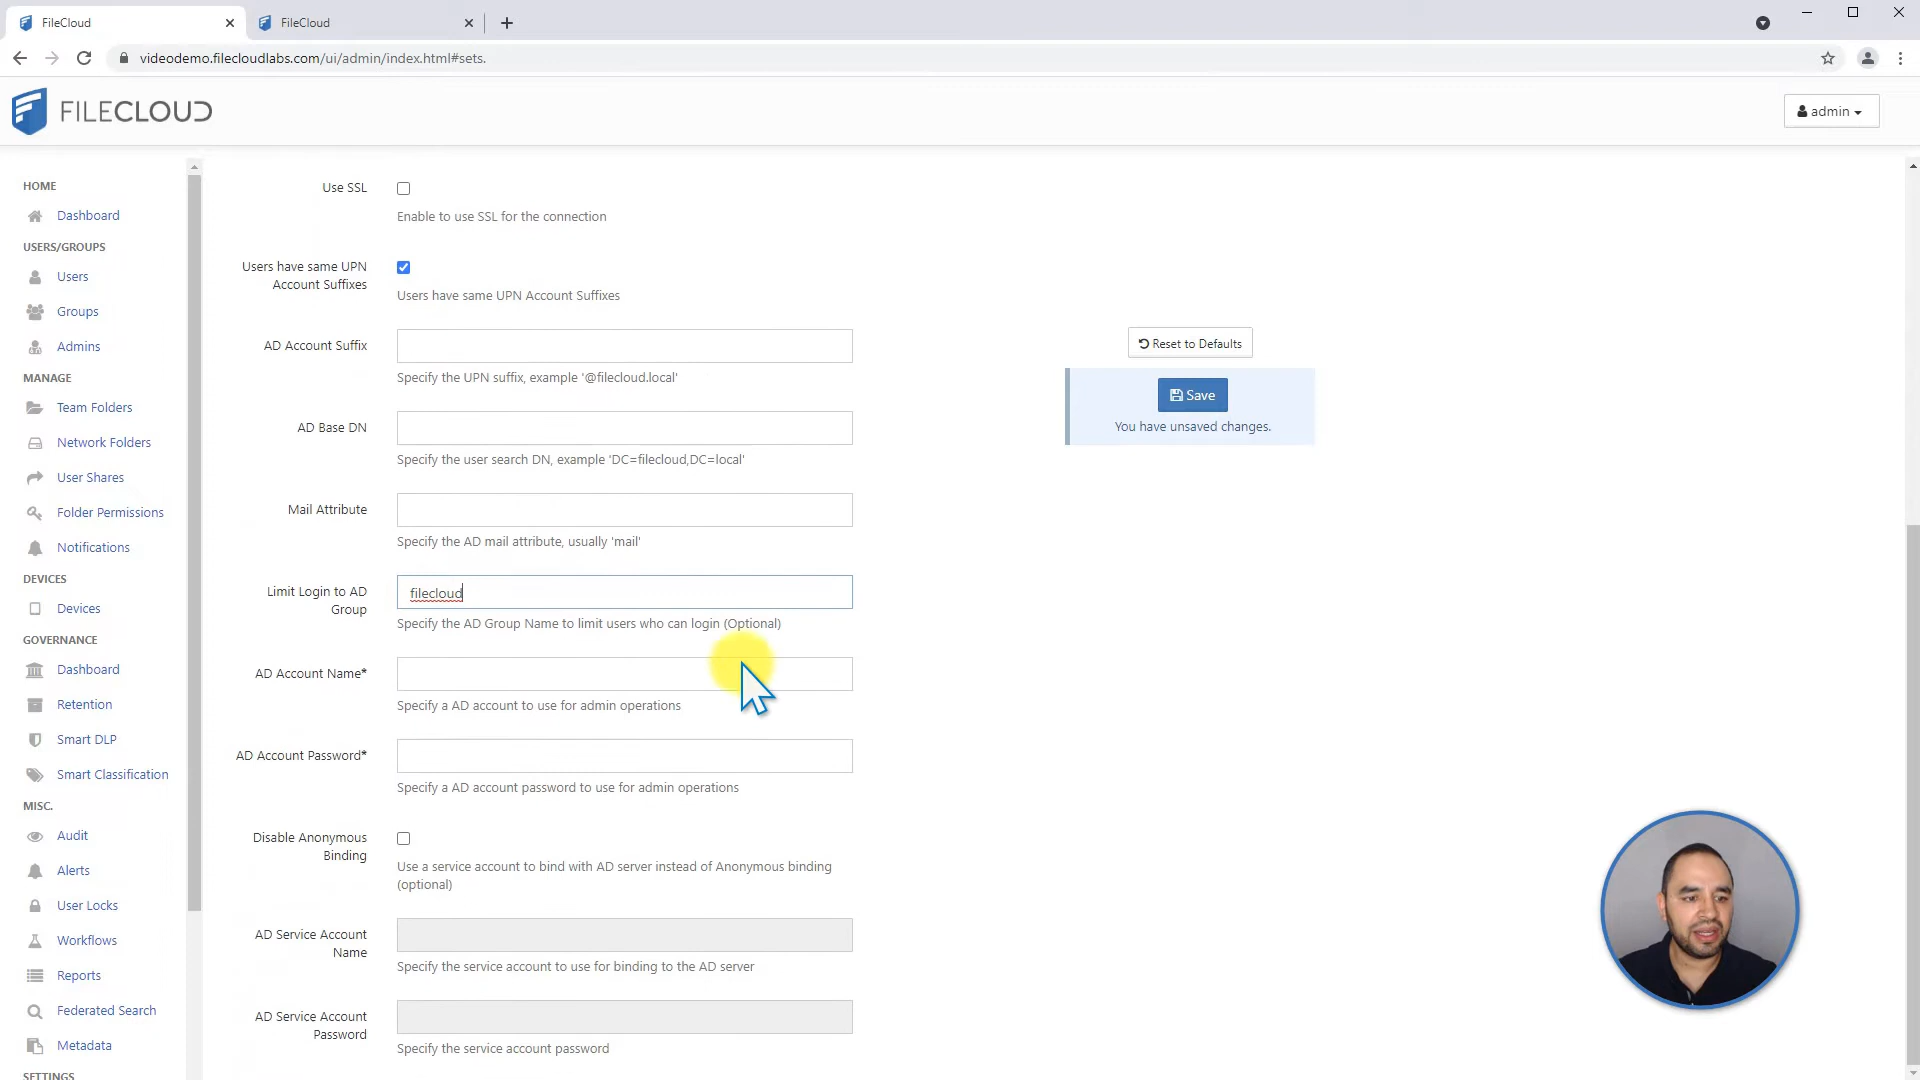 FileCloud
FileCloud
videodemo.filecloudlabs.com/ui/admin/index.html#sets.
FILECLOUD
admin
HOME
Dashboard
USERS/GROUPS
Users
Groups
Admins
MANAGE
Team Folders
Network Folders
User Shares
Folder Permissions
Notifications
DEVICES
Devices
GOVERNANCE
Dashboard
Retention
Smart DLP
Smart Classification
MISC.
Audit
Alerts
User Locks
Workflows
Reports
Federated Search
Metadata
SETTINGS
Use SSL
Enable to use SSL for the connection
Users have same UPN
Account Suffixes
Users have same UPN Account Suffixes
AD Account Suffix
Specify the UPN suffix, example '@filecloud.local'
AD Base DN
Specify the user search DN, example 'DC=filecloud,DC=local'
Mail Attribute
Specify the AD mail attribute, usually 'mail'
Limit Login to AD
Group
filecloud
Specify the AD Group Name to limit users who can login (Optional)
AD Account Name*
Specify a AD account to use for admin operations
AD Account Password*
Specify a AD account password to use for admin operations
Disable Anonymous
Binding
Use a service account to bind with AD server instead of Anonymous binding
(optional)
AD Service Account
Name
Specify the service account to use for binding to the AD server
AD Service Account
Password
Specify the service account password
Reset to Defaults
Save
You have unsaved changes.